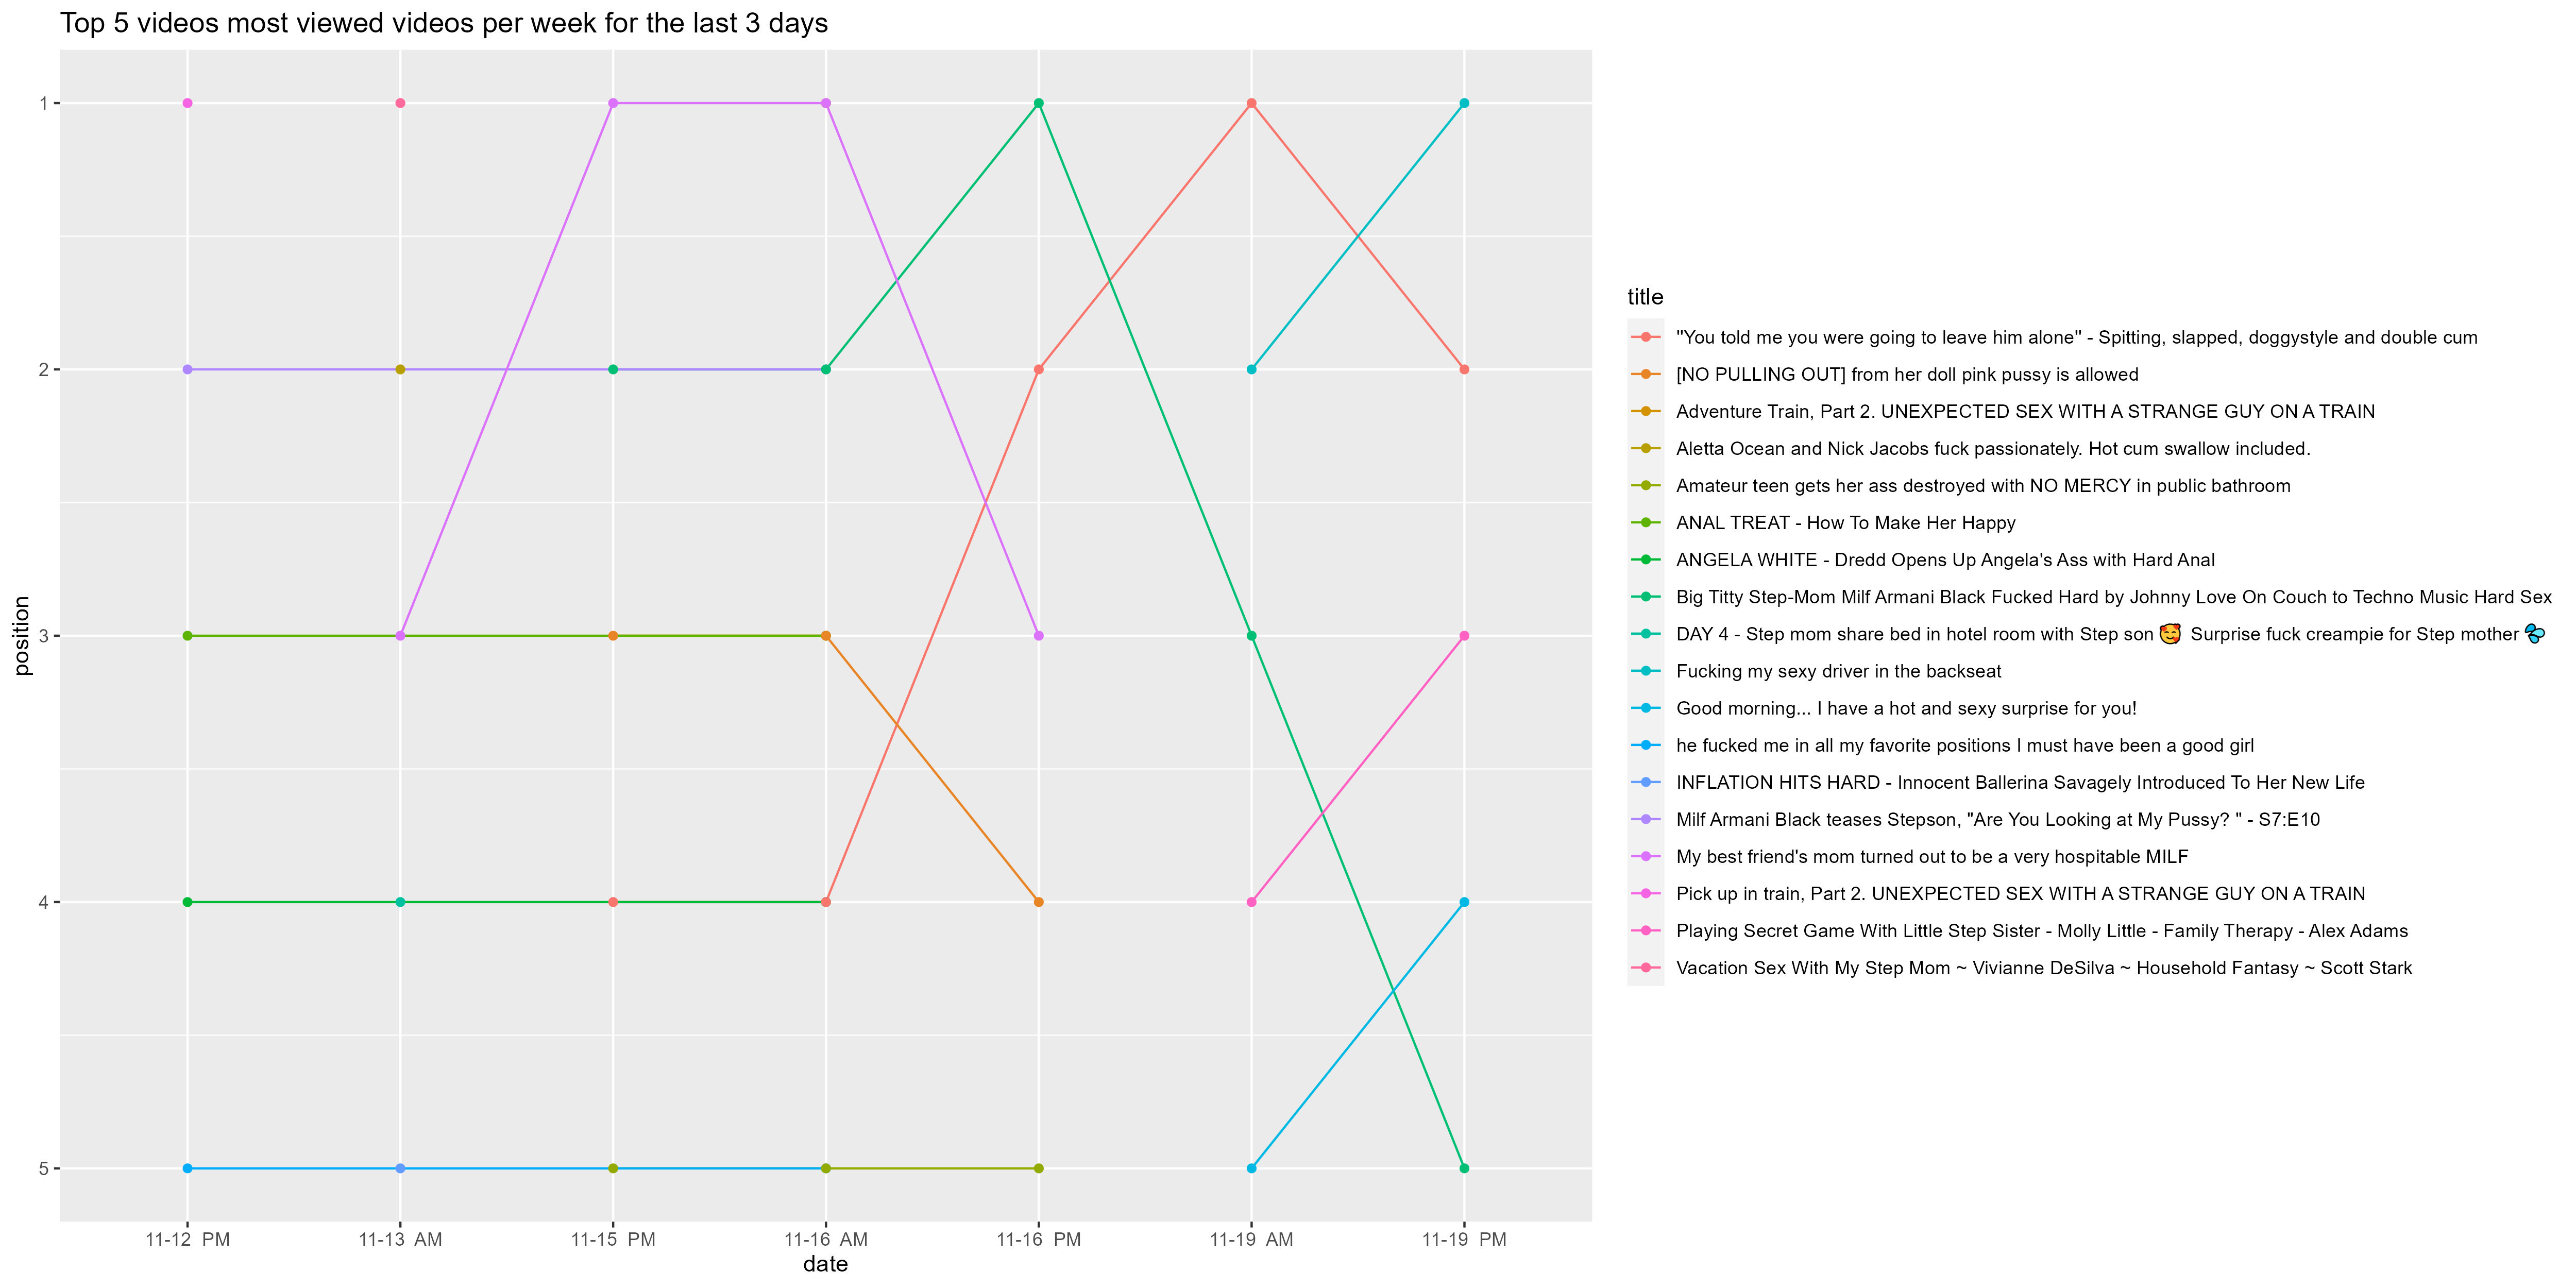 Top 5 videos most viewed videos per week for the last 3 days
position
1
2
3
4
5
11-12 PM
11-13 AM
11-15 PM
11-16 AM
11-16 PM
11-19 AM
11-19 PM
date
title
"You told me you were going to leave him alone" - Spitting, slapped, doggystyle and double cum
[NO PULLING OUT] from her doll pink pussy is allowed
Adventure Train, Part 2. UNEXPECTED SEX WITH A STRANGE GUY ON A TRAIN
Aletta Ocean and Nick Jacobs fuck passionately. Hot cum swallow included.
Amateur teen gets her ass destroyed with NO MERCY in public bathroom
ANAL TREAT - How To Make Her Happy
ANGELA WHITE - Dredd Opens Up Angela's Ass with Hard Anal
Big Titty Step-Mom Milf Armani Black Fucked Hard by Johnny Love On Couch to Techno Music Hard Sex
DAY 4 - Step mom share bed in hotel room with Step son 🥰 Surprise fuck creampie for Step mother 💦
Fucking my sexy driver in the backseat
Good morning... I have a hot and sexy surprise for you!
he fucked me in all my favorite positions I must have been a good girl
INFLATION HITS HARD - Innocent Ballerina Savagely Introduced To Her New Life
Milf Armani Black teases Stepson, "Are You Looking at My Pussy? " - S7:E10
My best friend's mom turned out to be a very hospitable MILF
Pick up in train, Part 2. UNEXPECTED SEX WITH A STRANGE GUY ON A TRAIN
Playing Secret Game With Little Step Sister - Molly Little - Family Therapy - Alex Adams
Vacation Sex With My Step Mom ~ Vivianne DeSilva ~ Household Fantasy ~ Scott Stark